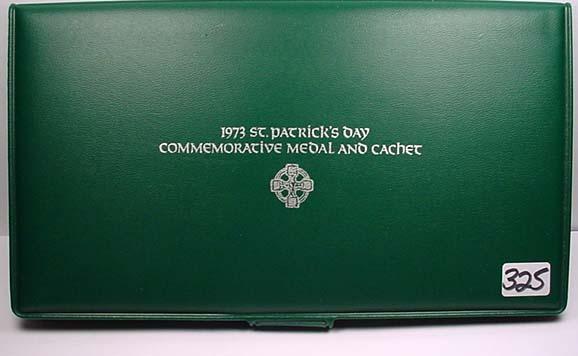 1973 St. Patrick's Day
Commemorative Medal and Cachet
325